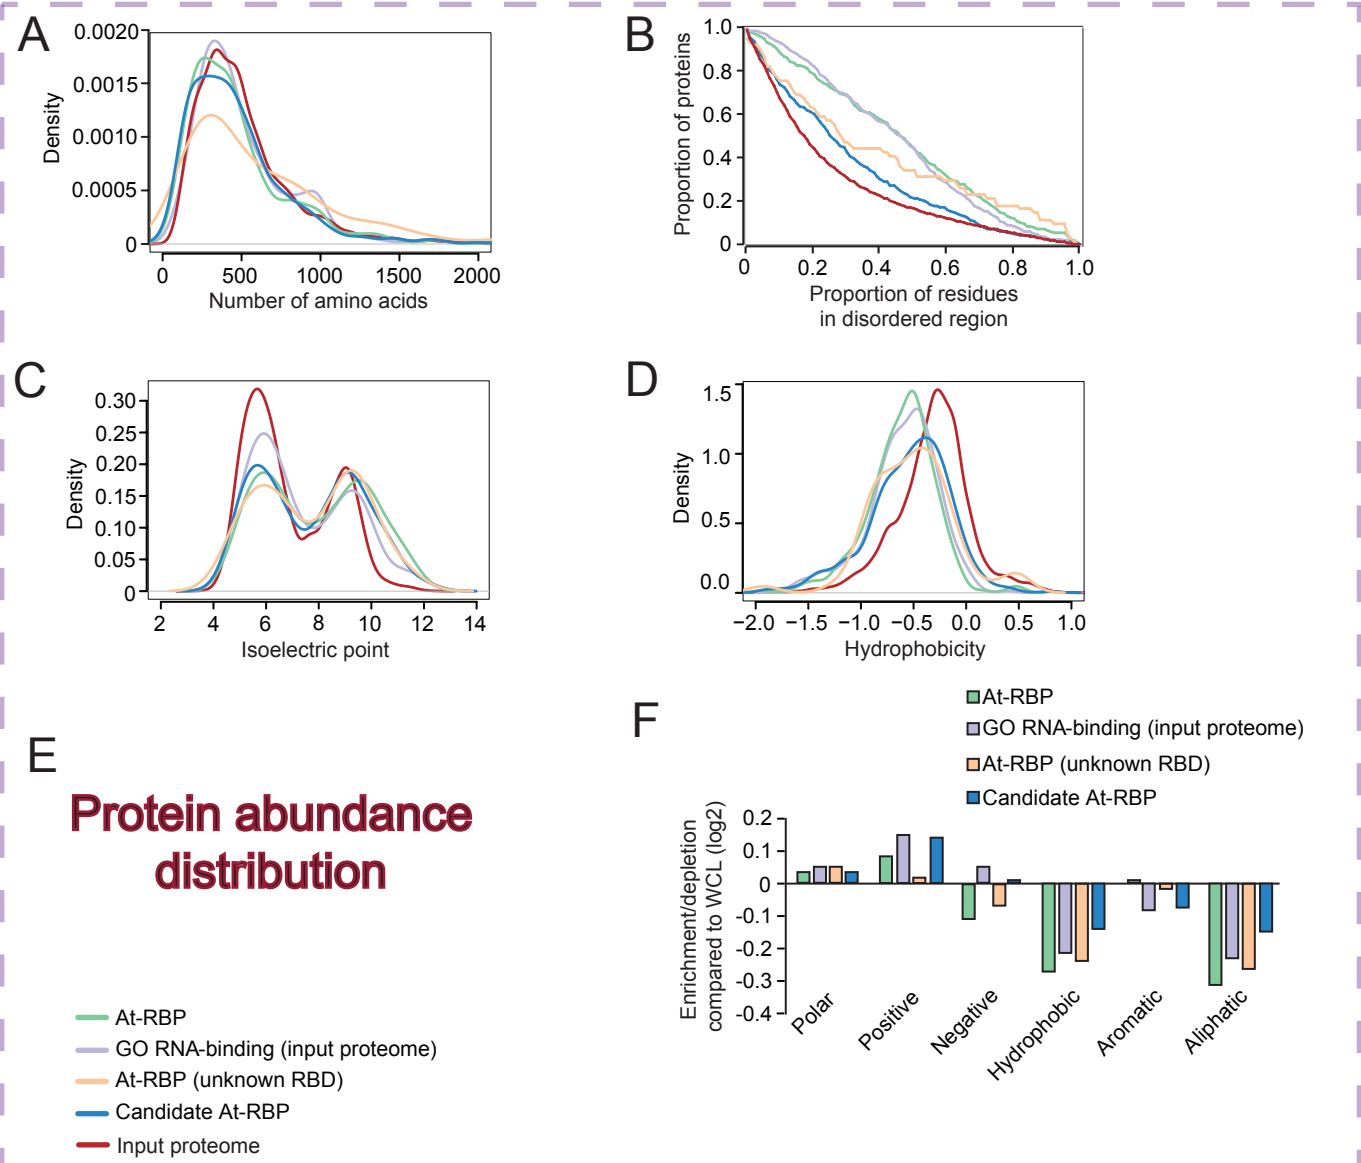 A
0.0020
0.0015
0.0010
0.0005
0
Density
0 500 1000 1500 2000
Number of amino acids
B
1.0
0.8
0.6
0.4
0.2
0
Proportion of proteins
0 0.2 0.4 0.6 0.8 1.0
Proportion of residues
in disordered region
C
0.30
0.25
0.20
0.15
0.10
0.05
0
Density
2 4 6 8 10 12 14
Isoelectric point
D
1.5
1.0
0.5
0.0
Density
−2.0 −1.5 −1.0 −0.5 0.0 0.5 1.0
Hydrophobicity
E
Protein abundance
distribution
At-RBP
GO RNA-binding (input proteome)
At-RBP (unknown RBD)
Candidate At-RBP
Input proteome
F
At-RBP
GO RNA-binding (input proteome)
At-RBP (unknown RBD)
Candidate At-RBP
Enrichment/depletion
compared to WCL (log2)
0.2
0.1
0
-0.1
-0.2
-0.3
-0.4
Polar
Positive
Negative
Hydrophobic
Aromatic
Aliphatic